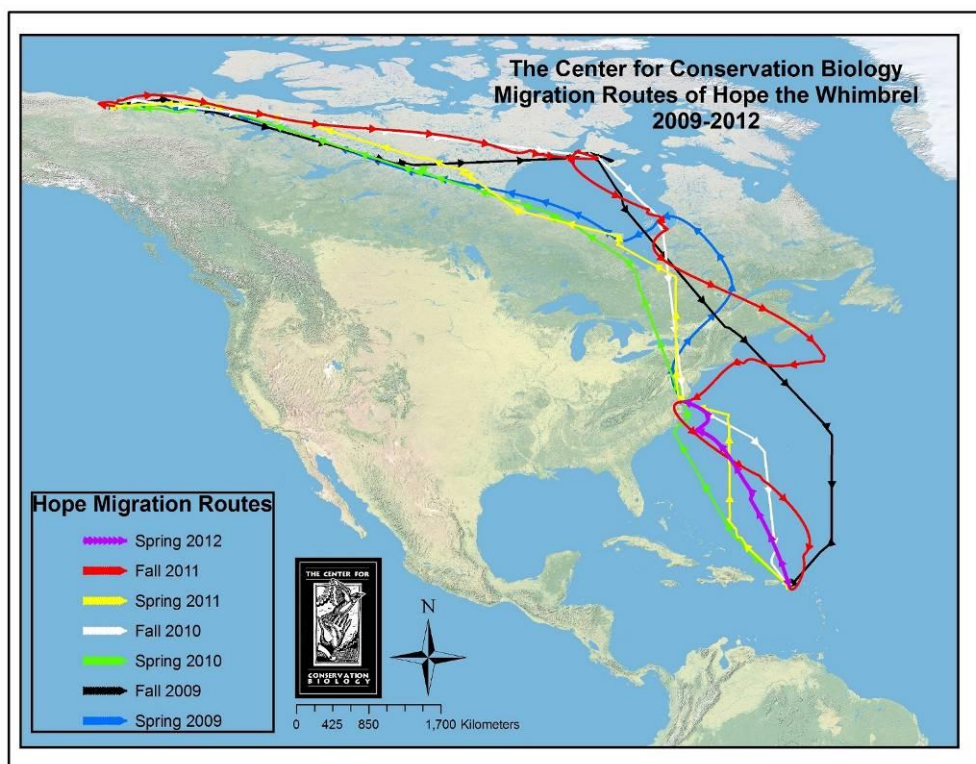 The Center for Conservation Biology
Migration Routes of Hope the Whimbrel
2009-2012
Hope Migration Routes
Spring 2012
Fall 2011
Spring 2011
Fall 2010
Spring 2010
Fall 2009
Spring 2009
THE CENTER FOR
CONSERVATION
BIOLOGY
N
0 425 850 1,700 Kilometers